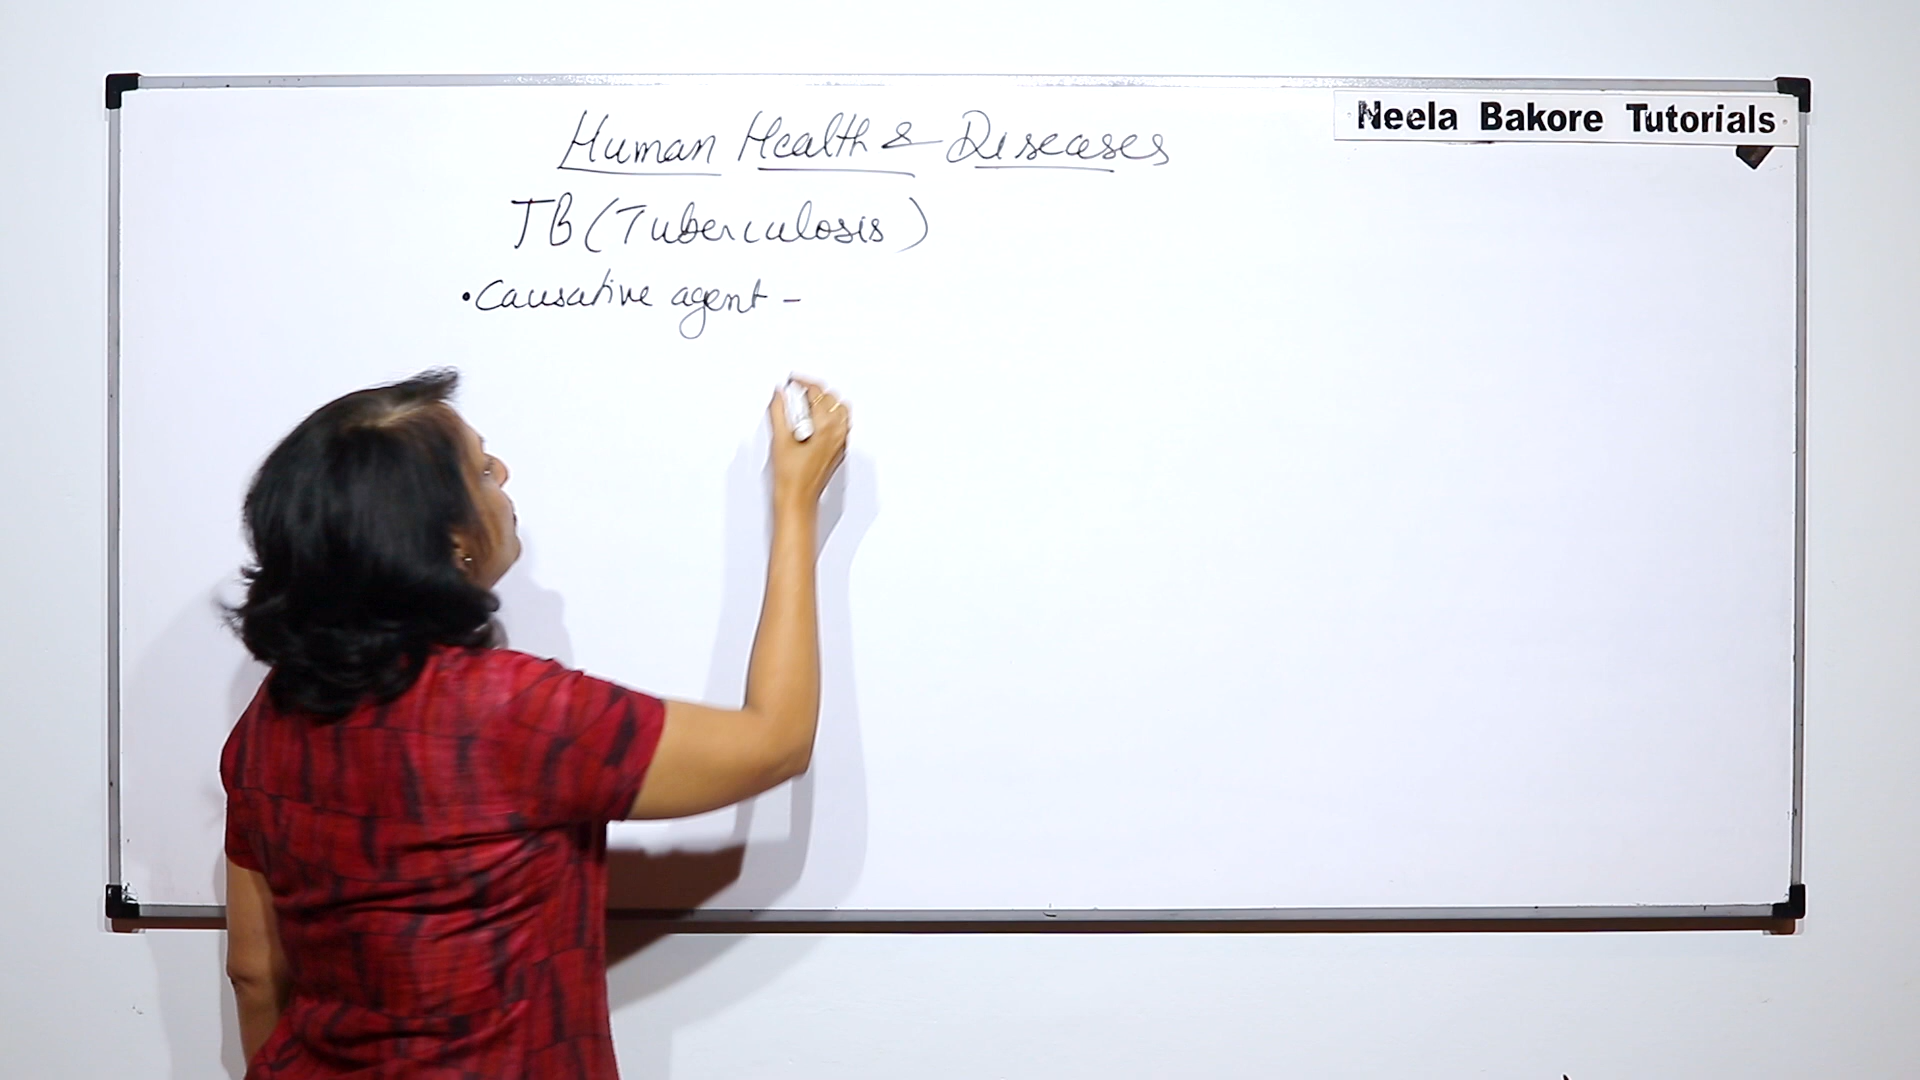 Neela Bakore Tutorials
Human Health & Diseases
TB (Tuberculosis)
• Causative agent -